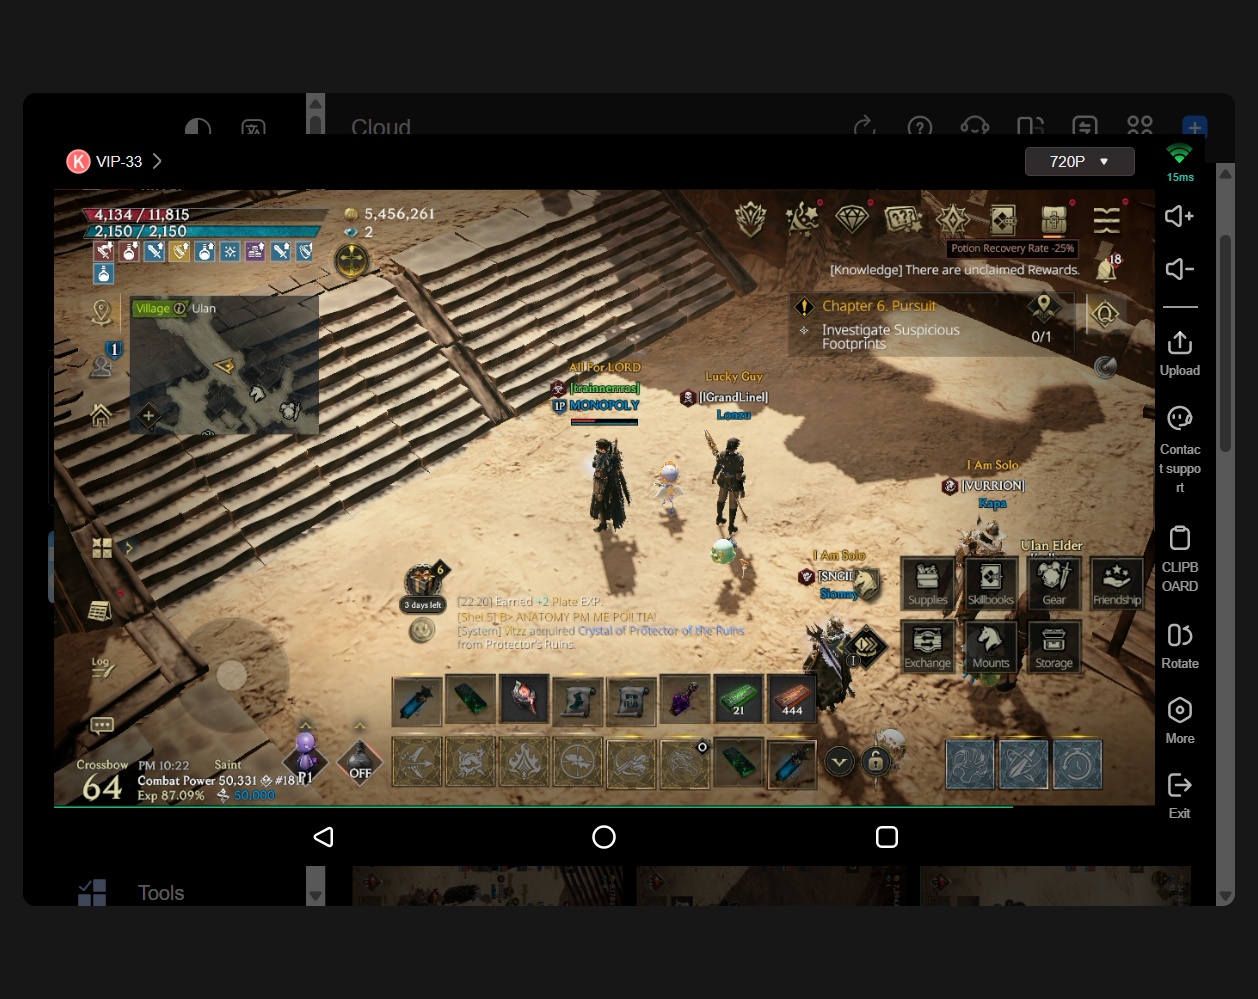 Cloud
VIP-33
720P
15ms
4,134 / 11,815
2,150 / 2,150
5,456,261
2
Potion Recovery Rate -25%
[Knowledge] There are unclaimed Rewards.
18
Village Ulan
1
Chapter 6. Pursuit
Investigate Suspicious
Footprints
0/1
All For LORD
[trainnerrras]
1P MONOPOLY
Lucky Guy
[lGrandLinel]
Lonzu
I Am Solo
[VURRION]
Kapa
Ulan Elder
I Am Solo
Siomay
Supplies
Skillbooks
Gear
Friendship
Exchange
Mounts
Storage
6
3 days left
[22:20] Earned +2 Plate EXP.
[Shei.5] B> ANATOMY PM ME POILTIA!
[System] Vitzz acquired Crystal of Protector of the Ruins
from Protector's Ruins.
Log
21
444
Crossbow
64
PM 10:22
Saint
Combat Power 50,331
Exp 87.09%
50,000
P1
OFF
Upload
Contac
t suppo
rt
CLIPB
OARD
Rotate
More
Exit
Tools